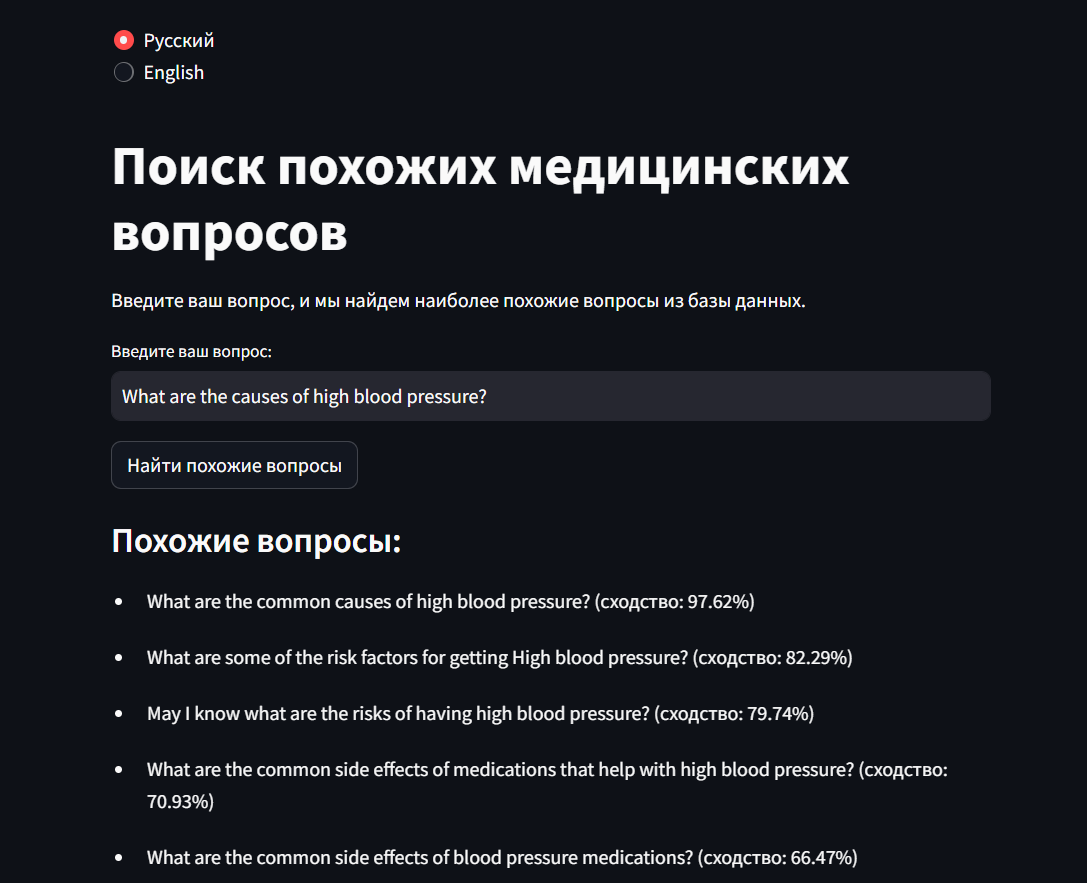 Русский
English
Поиск похожих медицинских
вопросов
Введите ваш вопрос, и мы найдем наиболее похожие вопросы из базы данных.
Введите ваш вопрос:
What are the causes of high blood pressure?
Найти похожие вопросы
Похожие вопросы:
What are the common causes of high blood pressure? (сходство: 97.62%)
What are some of the risk factors for getting High blood pressure? (сходство: 82.29%)
May I know what are the risks of having high blood pressure? (сходство: 79.74%)
What are the common side effects of medications that help with high blood pressure? (сходство:
70.93%)
What are the common side effects of blood pressure medications? (сходство: 66.47%)